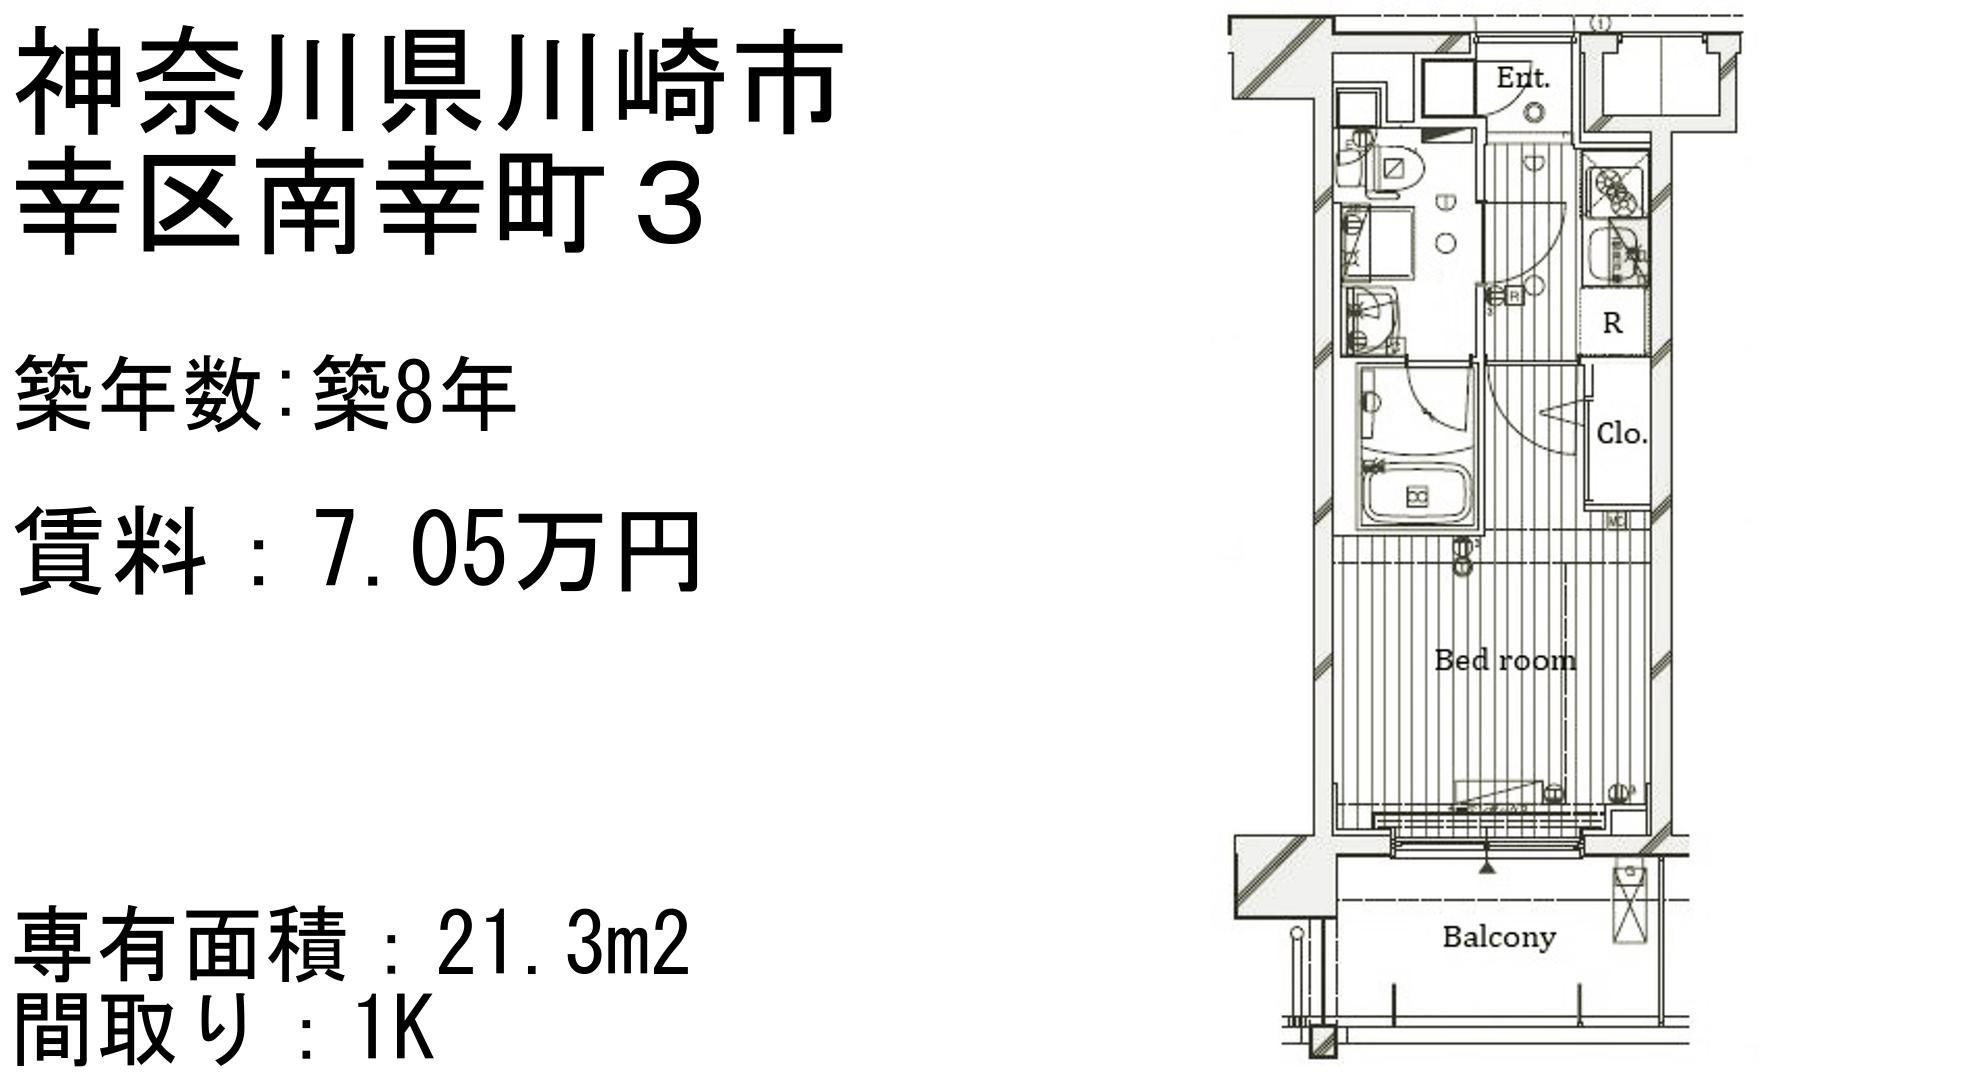 神奈川県川崎市
幸区南幸町３
築年数:築8年
賃料：7.05万円
専有面積：21.3m2
間取り：1K
Ent.
R
R
Clo.
Bed room
Balcony